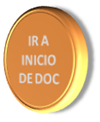 IR A
INICIO
DE DOC